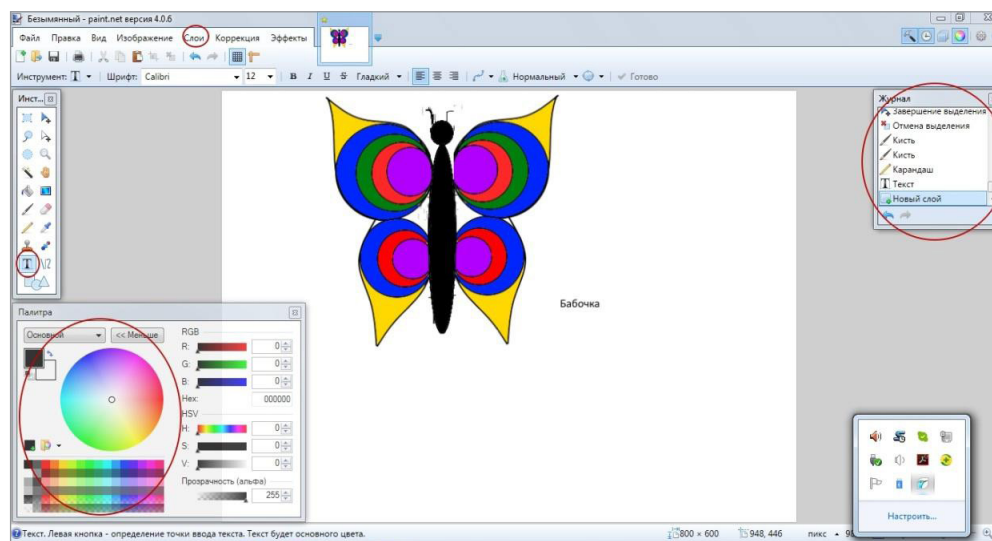 Безымянный - paint.net версия 4.0.6
Файл Правка Вид Изображение Слои Коррекция Эффекты
Инструмент: T Шрифт: Calibri 12 B I U S Гладкий Нормальный Готово
Инст...
Журнал
Завершение выделения
Отмена выделения
Кисть
Кисть
Карандаш
T Текст
Новый слой
T
Бабочка
Палитра
Основной << Меньше RGB
R: 0
G: 0
B: 0
Hex: 000000
HSV
H: 0
S: 0
V: 0
Прозрачность (альфа)
255
Настроить...
Текст. Левая кнопка - определение точки ввода текста. Текст будет основного цвета. 800 × 600 948, 446 пикс